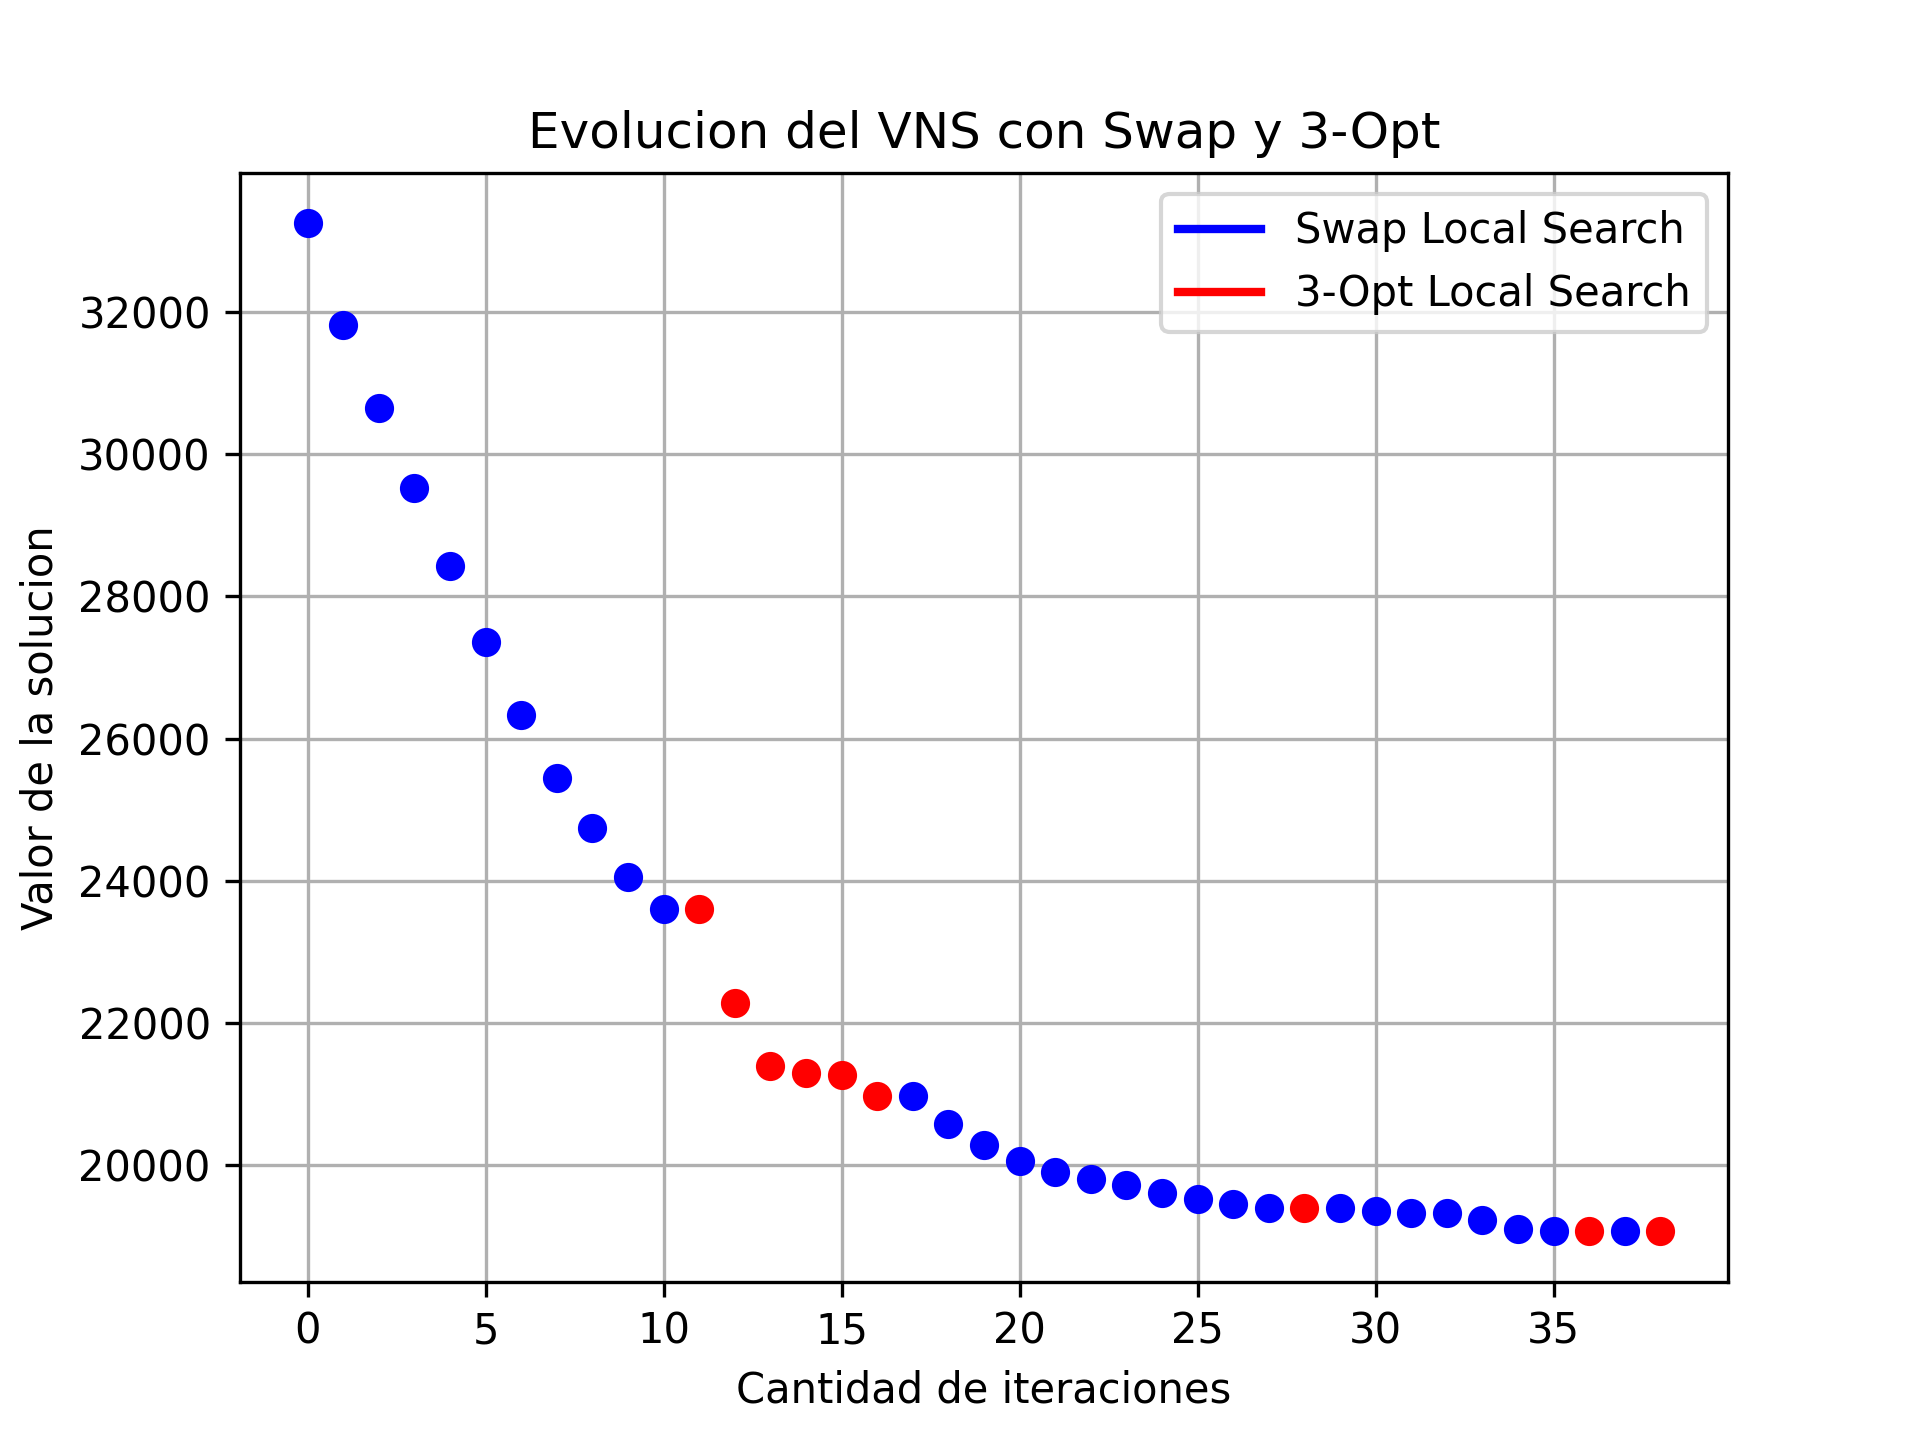 Evolucion del VNS con Swap y 3-Opt
Swap Local Search
3-Opt Local Search
Valor de la solucion
32000
30000
28000
26000
24000
22000
20000
0 5 10 15 20 25 30 35
Cantidad de iteraciones